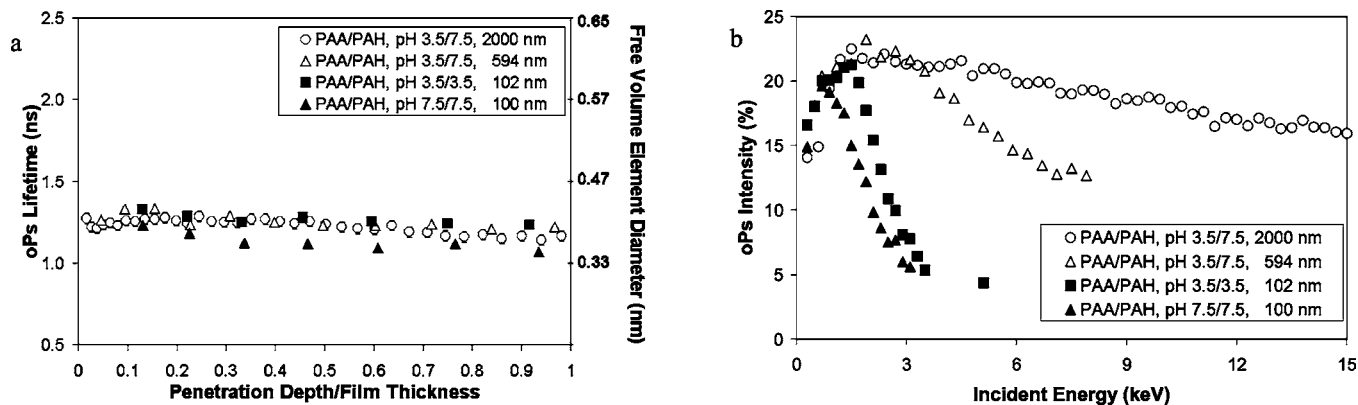 a
2.5
2.0
1.5
1.0
0.5
oPs Lifetime (ns)
0 0.1 0.2 0.3 0.4 0.5 0.6 0.7 0.8 0.9 1
Penetration Depth/Film Thickness
0.65
0.57
0.47
0.33
Free Volume Element Diameter (nm)
PAA/PAH, pH 3.5/7.5, 2000 nm
PAA/PAH, pH 3.5/7.5, 594 nm
PAA/PAH, pH 3.5/3.5, 102 nm
PAA/PAH, pH 7.5/7.5, 100 nm
b
25
20
15
10
5
0
oPs Intensity (%)
0 3 6 9 12 15
Incident Energy (keV)
PAA/PAH, pH 3.5/7.5, 2000 nm
PAA/PAH, pH 3.5/7.5, 594 nm
PAA/PAH, pH 3.5/3.5, 102 nm
PAA/PAH, pH 7.5/7.5, 100 nm